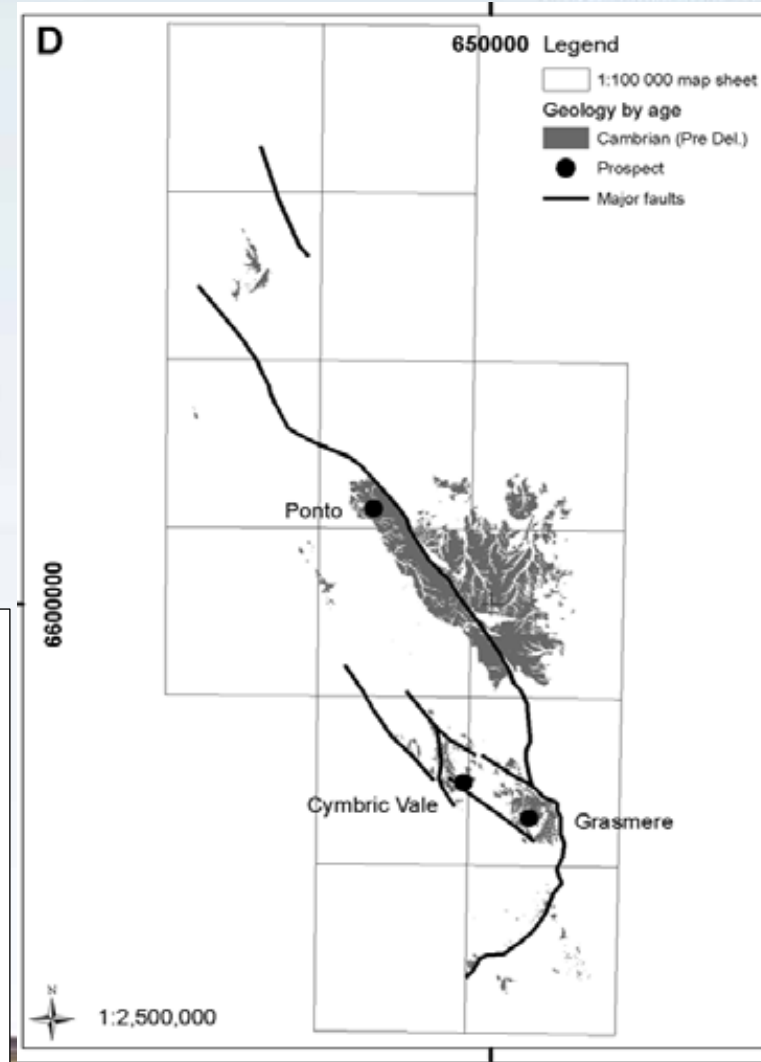 D
650000 Legend
1:100 000 map sheet
Geology by age
Cambrian (Pre Del.)
Prospect
Major faults
Ponto
6600000
Cymbric Vale
Grasmere
N
1:2,500,000